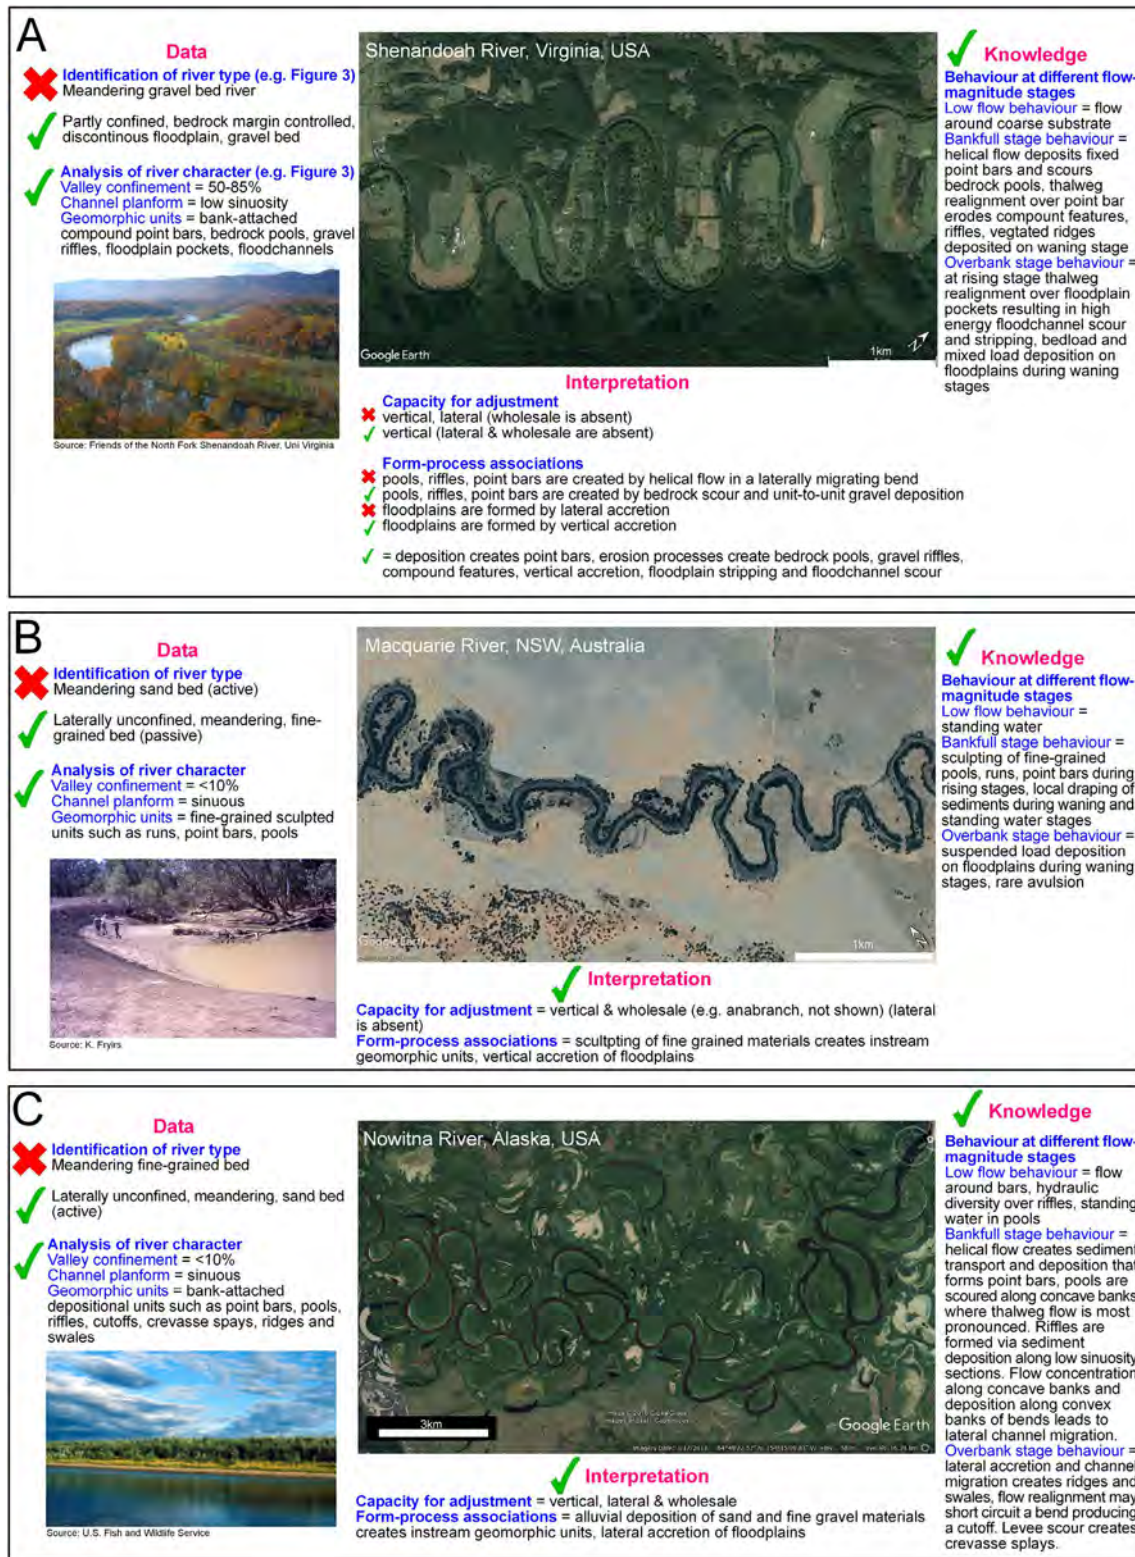 A
Data
Identification of river type (e.g. Figure 3)
Meandering gravel bed river
Partly confined, bedrock margin controlled,
discontinous floodplain, gravel bed
Analysis of river character (e.g. Figure 3)
Valley confinement = 50-85%
Channel planform = low sinuosity
Geomorphic units = bank-attached
compound point bars, bedrock pools, gravel
riffles, floodplain pockets, floodchannels
Source: Friends of the North Fork Shenandoah River, Uni Virginia
Shenandoah River, Virginia, USA
Google Earth
1km
N
Interpretation
Capacity for adjustment
vertical, lateral (wholesale is absent)
vertical (lateral & wholesale are absent)
Form-process associations
pools, riffles, point bars are created by helical flow in a laterally migrating bend
pools, riffles, point bars are created by bedrock scour and unit-to-unit gravel deposition
floodplains are formed by lateral accretion
floodplains are formed by vertical accretion
= deposition creates point bars, erosion processes create bedrock pools, gravel riffles,
compound features, vertical accretion, floodplain stripping and floodchannel scour
Knowledge
Behaviour at different flow-
magnitude stages
Low flow behaviour = flow
around coarse substrate
Bankfull stage behaviour =
helical flow deposits fixed
point bars and scours
bedrock pools, thalweg
realignment over point bar
erodes compount features,
riffles, vegtated ridges
deposited on waning stage
Overbank stage behaviour =
at rising stage thalweg
realignment over floodplain
pockets resulting in high
energy floodchannel scour
and stripping, bedload and
mixed load deposition on
floodplains during waning
stages
B
Data
Identification of river type
Meandering sand bed (active)
Laterally unconfined, meandering, fine-
grained bed (passive)
Analysis of river character
Valley confinement = <10%
Channel planform = sinuous
Geomorphic units = fine-grained sculpted
units such as runs, point bars, pools
Source: K. Fryirs
Macquarie River, NSW, Australia
Google Earth
1km
N
Interpretation
Capacity for adjustment = vertical & wholesale (e.g. anabranch, not shown) (lateral
is absent)
Form-process associations = scultpting of fine grained materials creates instream
geomorphic units, vertical accretion of floodplains
Knowledge
Behaviour at different flow-
magnitude stages
Low flow behaviour =
standing water
Bankfull stage behaviour =
sculpting of fine-grained
pools, runs, point bars during
rising stages, local draping of
sediments during waning and
standing water stages
Overbank stage behaviour =
suspended load deposition
on floodplains during waning
stages, rare avulsion
C
Data
Identification of river type
Meandering fine-grained bed
Laterally unconfined, meandering, sand bed
(active)
Analysis of river character
Valley confinement = <10%
Channel planform = sinuous
Geomorphic units = bank-attached
depositional units such as point bars, pools,
riffles, cutoffs, crevasse spays, ridges and
swales
Source: U.S. Fish and Wildlife Service
Nowitna River, Alaska, USA
3km
Google Earth
Interpretation
Capacity for adjustment = vertical, lateral & wholesale
Form-process associations = alluvial deposition of sand and fine gravel materials
creates instream geomorphic units, lateral accretion of floodplains
Knowledge
Behaviour at different flow-
magnitude stages
Low flow behaviour = flow
around bars, hydraulic
diversity over riffles, standing
water in pools
Bankfull stage behaviour =
helical flow creates sediment
transport and deposition that
forms point bars, pools are
scoured along concave banks
where thalweg flow is most
pronounced. Riffles are
formed via sediment
deposition along low sinuosity
sections. Flow concentration
along concave banks and
deposition along convex
banks of bends leads to
lateral channel migration.
Overbank stage behaviour =
lateral accretion and channel
migration creates ridges and
swales, flow realignment may
short circuit a bend producing
a cutoff. Levee scour creates
crevasse splays.